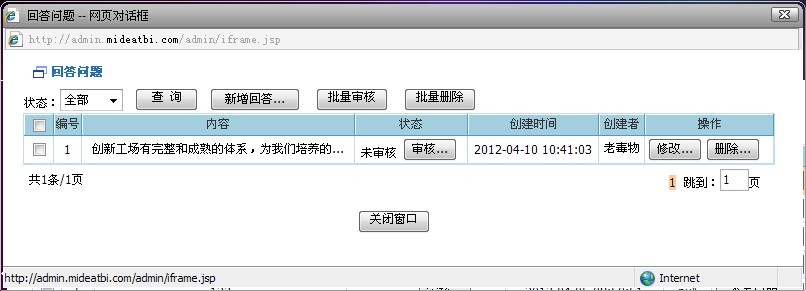 回答问题 -- 网页对话框
http://admin.mideatbi.com/admin/iframe.jsp
回答问题
状态： 全部 查 询 新增回答... 批量审核 批量删除
编号 内容 状态 创建时间 创建者 操作
1 创新工场有完整和成熟的体系，为我们培养的... 未审核 审核... 2012-04-10 10:41:03 老毒物 修改... 删除...
共1条/1页 1 跳到： 1 页
关闭窗口
http://admin.mideatbi.com/admin/iframe.jsp Internet